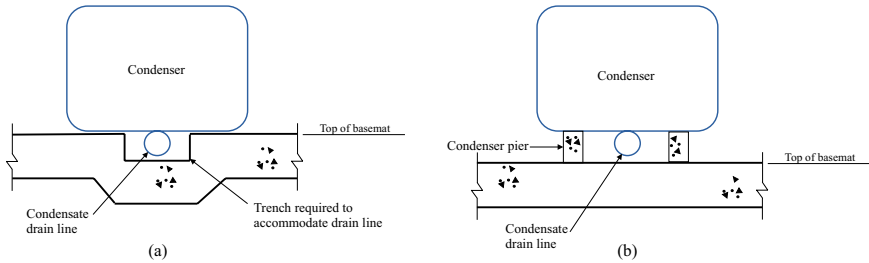 Condenser
Top of basemat
Condensate
drain line
Trench required to
accommodate drain line
(a)
Condenser
Condenser pier
Top of basemat
Condensate
drain line
(b)